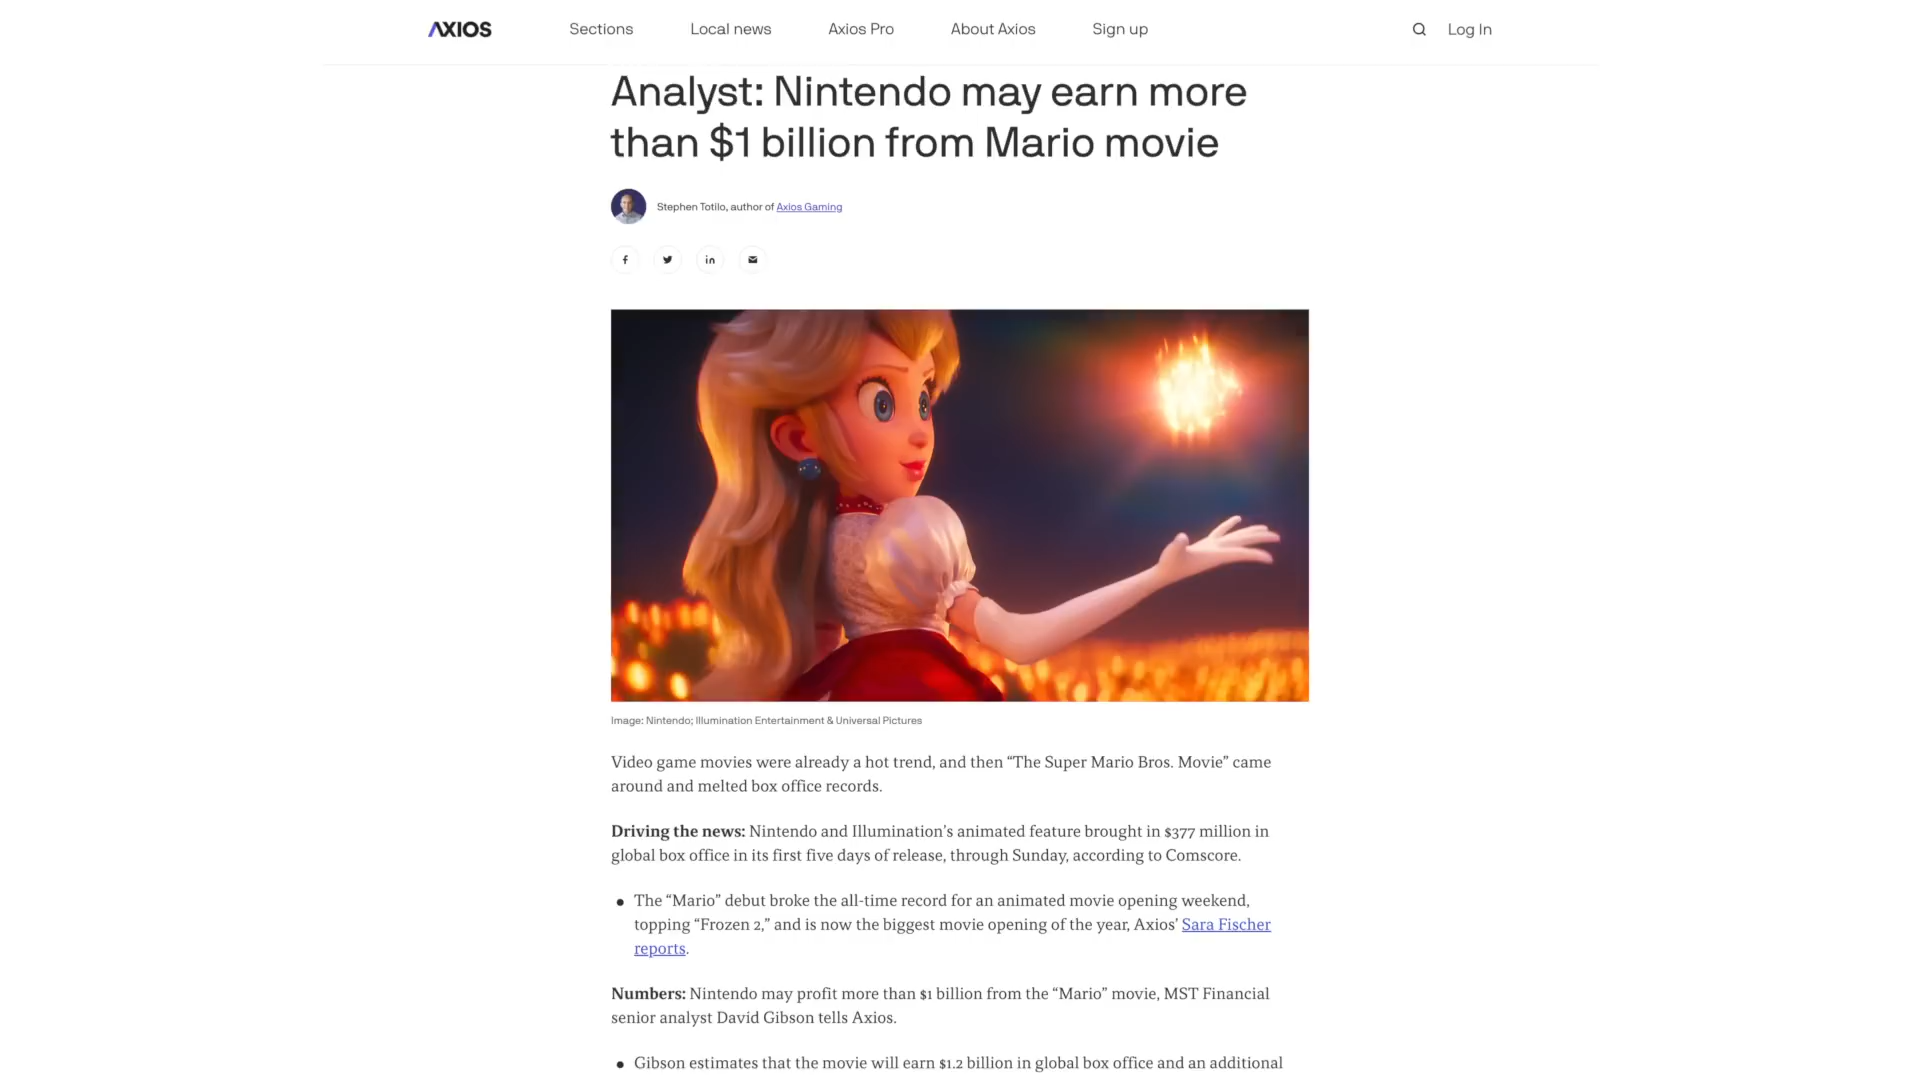 AXIOS Sections Local news Axios Pro About Axios Sign up Log In
Analyst: Nintendo may earn more
than $1 billion from Mario movie
Stephen Totilo, author of Axios Gaming
Image: Nintendo; Illumination Entertainment & Universal Pictures
Video game movies were already a hot trend, and then “The Super Mario Bros. Movie” came
around and melted box office records.
Driving the news: Nintendo and Illumination’s animated feature brought in $377 million in
global box office in its first five days of release, through Sunday, according to Comscore.
• The “Mario” debut broke the all-time record for an animated movie opening weekend,
topping “Frozen 2,” and is now the biggest movie opening of the year, Axios’ Sara Fischer
reports.
Numbers: Nintendo may profit more than $1 billion from the “Mario” movie, MST Financial
senior analyst David Gibson tells Axios.
• Gibson estimates that the movie will earn $1.2 billion in global box office and an additional